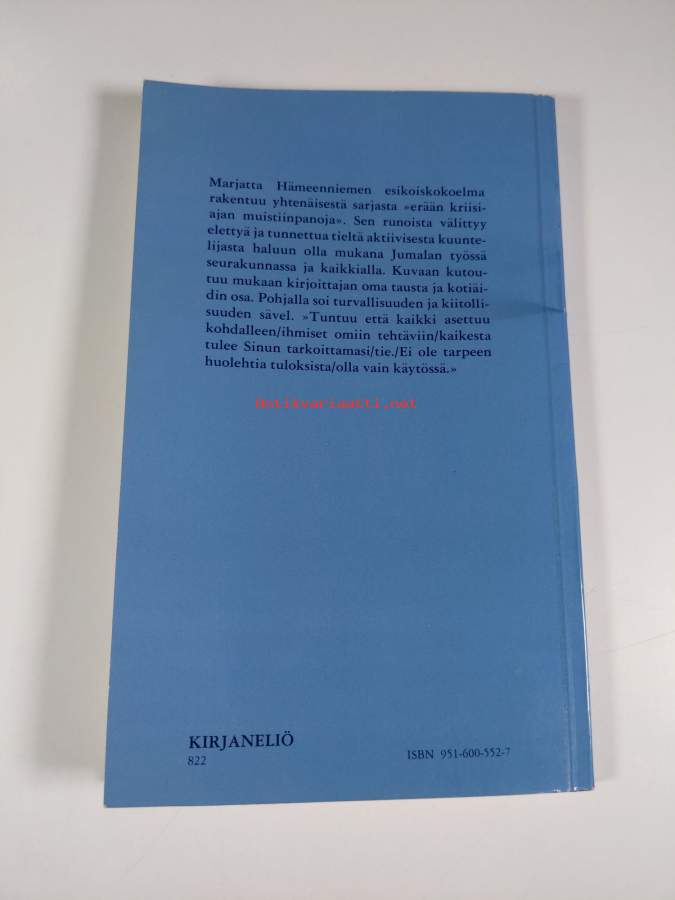 Marjatta Hämeenniemen esikoiskokoelma
rakentuu yhtenäisestä sarjasta »erään kriisi-
ajan muistiinpanoja». Sen runoista välittyy
elettyä ja tunnettua tieltä aktiivisesta kuunte-
lijasta haluun olla mukana Jumalan työssä
seurakunnassa ja kaikkialla. Kuvaan kutou-
tuu mukaan kirjoittajan oma tausta ja kotiäi-
din osa. Pohjalla soi turvallisuuden ja kiitolli-
suuden sävel. »Tuntuu että kaikki asettuu
kohdalleen/ihmiset omiin tehtäviin/kaikesta
tulee Sinun tarkoittamasi/tie./Ei ole tarpeen
huolehtia tuloksista/olla vain käytössä.»
Antikvariaatti.net
KIRJANELIÖ
822
ISBN 951-600-552-7